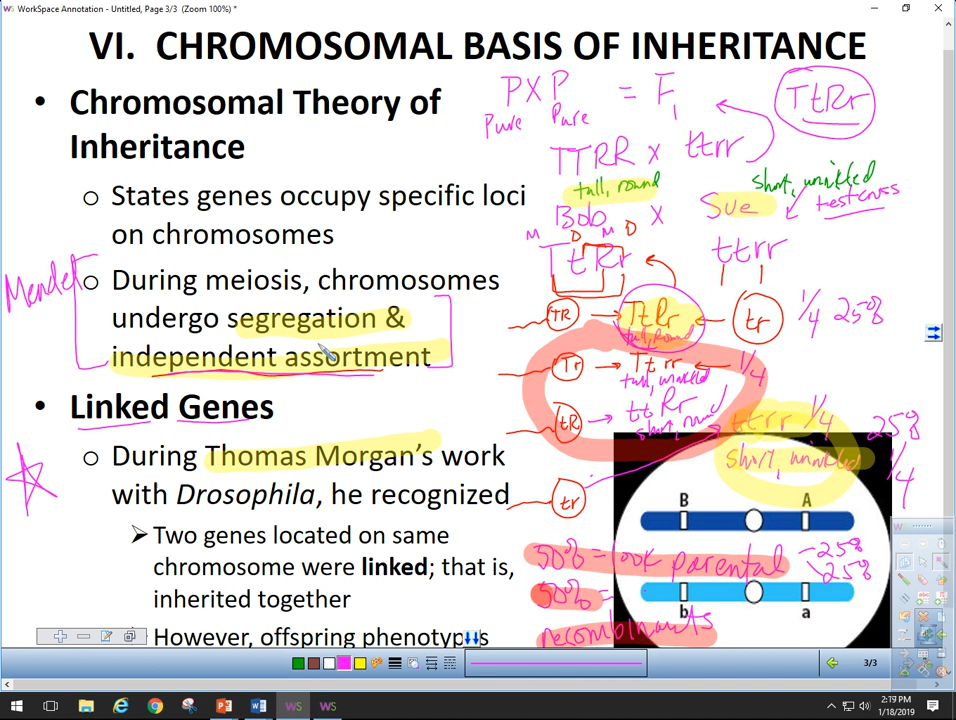 WorkSpace Annotation - Untitled, Page 3/3 (Zoom 100%) *
VI. CHROMOSOMAL BASIS OF INHERITANCE
• Chromosomal Theory of
Inheritance
o States genes occupy specific loci
on chromosomes
Mendel
o During meiosis, chromosomes
undergo segregation &
independent assortment
• Linked Genes
o During Thomas Morgan's work
with Drosophila, he recognized
➢ Two genes located on same
chromosome were linked; that is,
inherited together
➢ However, offspring phenotypes
P X P = F1
TtRr
Pure Pure
TTRR x ttrr
tall, round
short, wrinkled
testcross
Bob x Sue
M D M D
TtRr ttrr
TR TtRr tr 1/4 25%
tall, round
Tr Ttrr 1/4
tall, wrinkled
tR ttRr
short, round
ttrr 1/4 25%
short, wrinkled 1/4
tr
B A
50% = look parental - 25%
25%
50% =
b a
recombinants
3/3
2:19 PM
1/18/2019